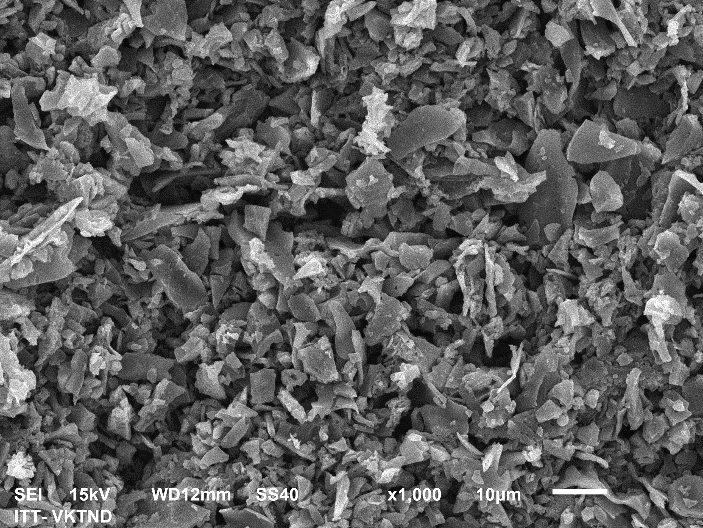 SEI 15kV WD12mm SS40 x1,000 10µm
ITT- VKTND